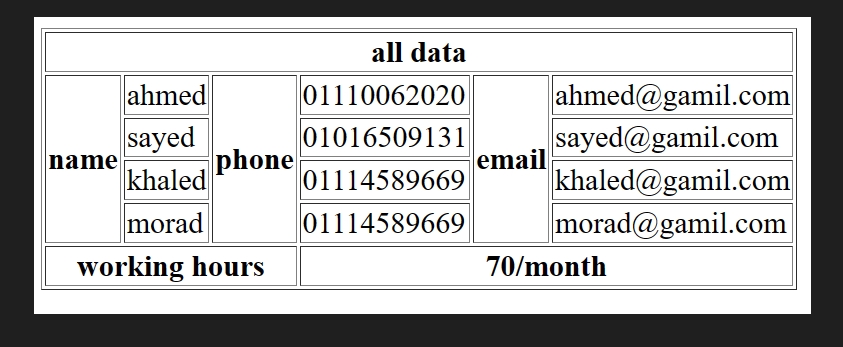 all data
name ahmed phone 01110062020 email ahmed@gamil.com
sayed 01016509131 sayed@gamil.com
khaled 01114589669 khaled@gamil.com
morad 01114589669 morad@gamil.com
working hours 70/month